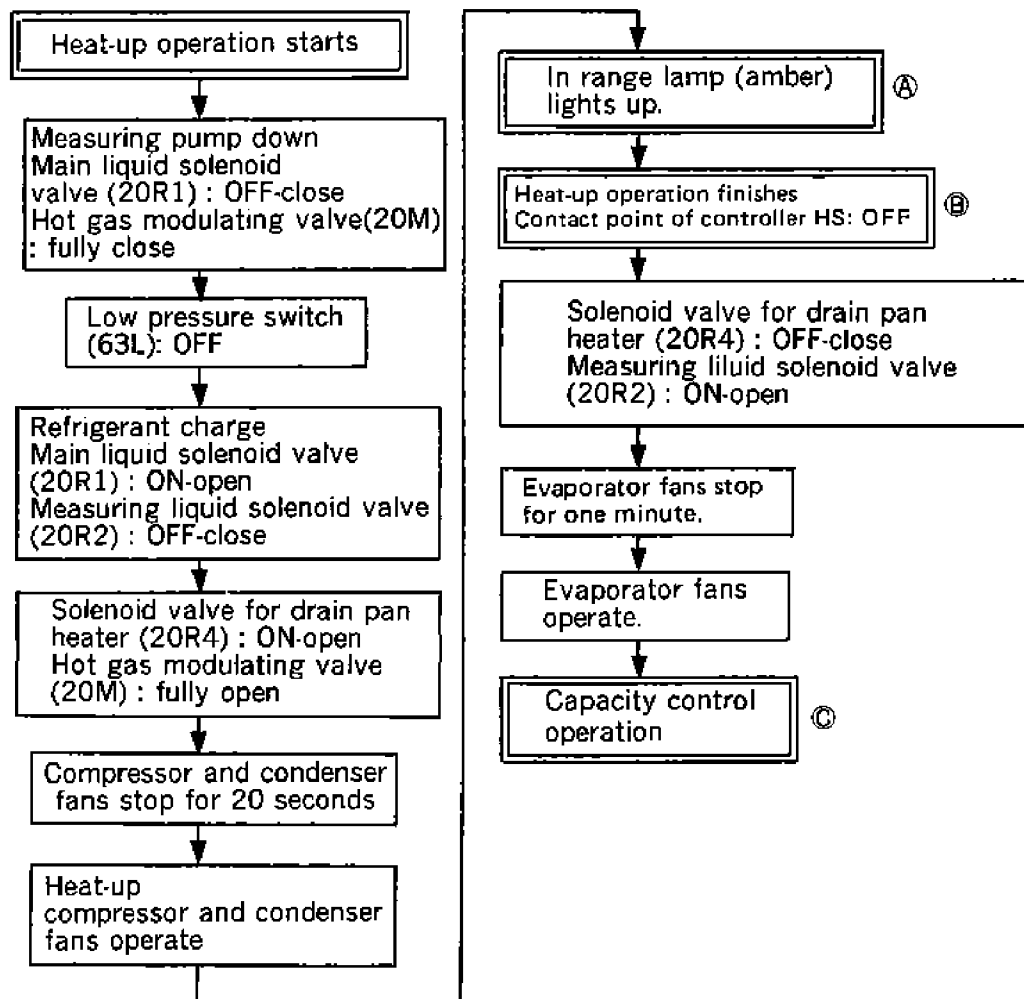 Heat-up operation starts
Measuring pump down
Main liquid solenoid
valve (20R1) : OFF-close
Hot gas modulating valve(20M)
: fully close
Low pressure switch
(63L): OFF
Refrigerant charge
Main liquid solenoid valve
(20R1) : ON-open
Measuring liquid solenoid valve
(20R2) : OFF-close
Solenoid valve for drain pan
heater (20R4) : ON-open
Hot gas modulating valve
(20M) : fully open
Compressor and condenser
fans stop for 20 seconds
Heat-up
compressor and condenser
fans operate
In range lamp (amber)
lights up.
Ⓐ
Heat-up operation finishes
Contact point of controller HS: OFF
Ⓑ
Solenoid valve for drain pan
heater (20R4) : OFF-close
Measuring liluid solenoid valve
(20R2) : ON-open
Evaporator fans stop
for one minute.
Evaporator fans
operate.
Capacity control
operation
Ⓒ